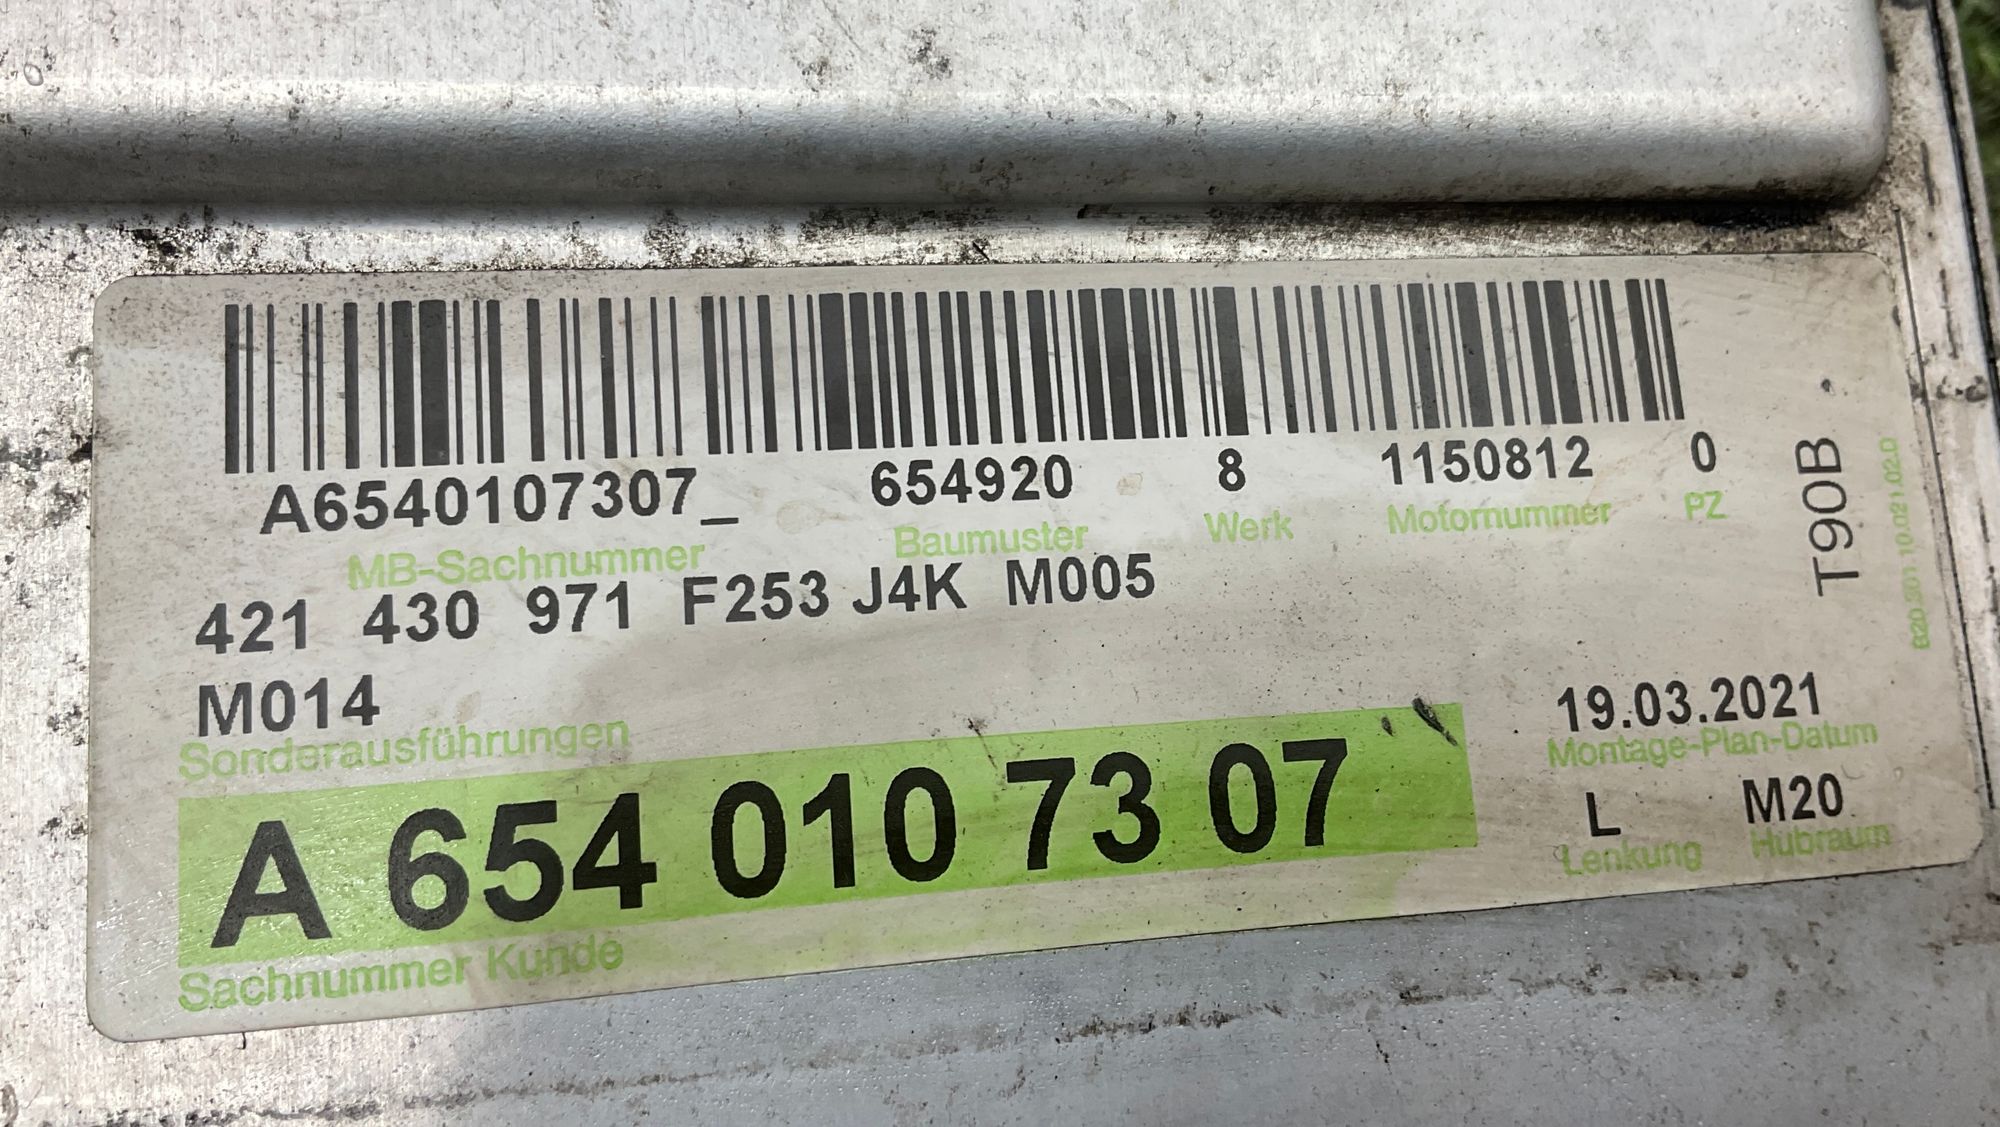 A6540107307_ 654920 8 1150812 0
MB-Sachnummer Baumuster Werk Motornummer PZ
421 430 971 F253 J4K M005
M014
Sonderausführungen
A 654 010 73 07
Sachnummer Kunde
19.03.2021
Montage-Plan-Datum
L M20
Lenkung Hubraum
T90B